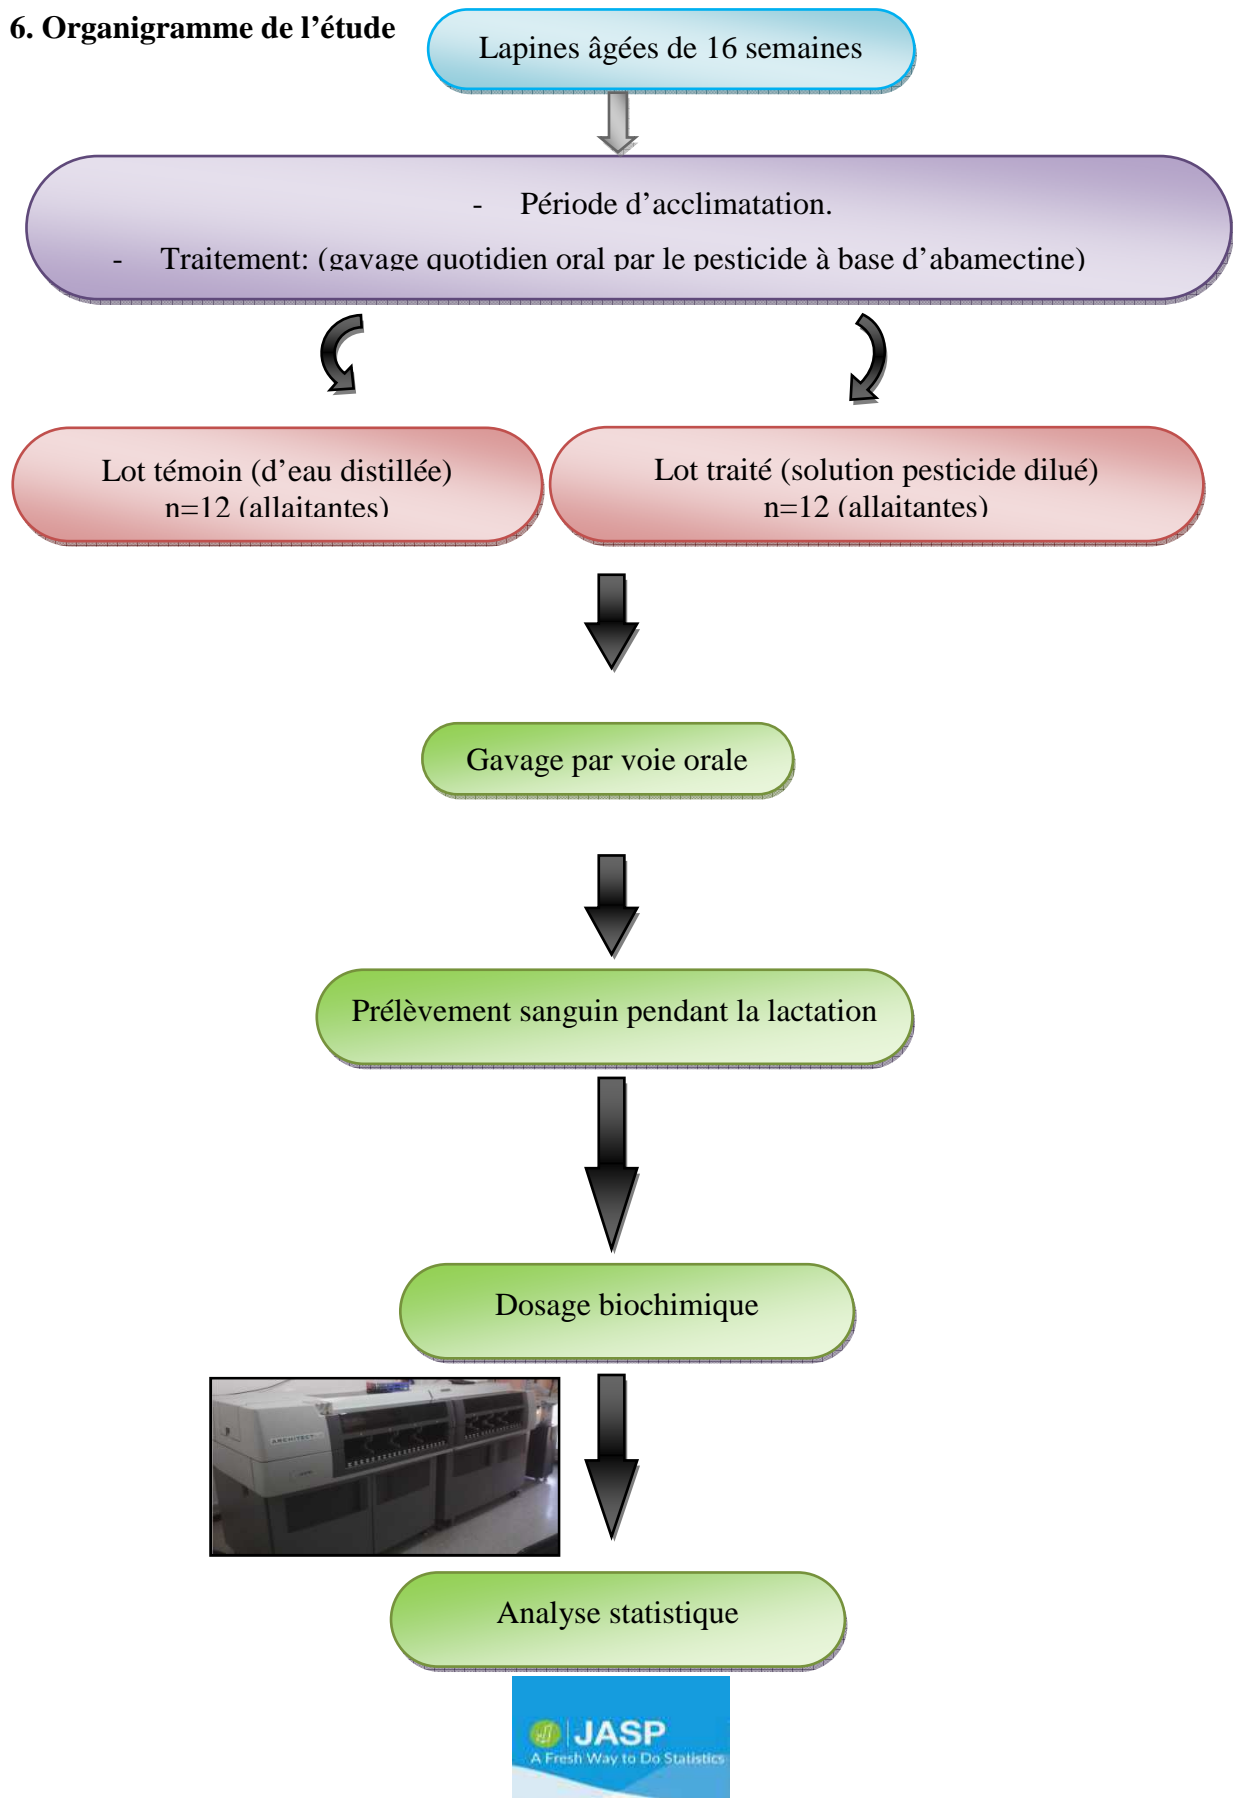 6. Organigramme de l’étude
Lapines âgées de 16 semaines
- Période d’acclimatation.
- Traitement: (gavage quotidien oral par le pesticide à base d’abamectine)
Lot témoin (d’eau distillée)
n=12 (allaitantes)
Lot traité (solution pesticide dilué)
n=12 (allaitantes)
Gavage par voie orale
Prélèvement sanguin pendant la lactation
Dosage biochimique
ARCHITECT
Analyse statistique
JASP
A Fresh Way to Do Statistics